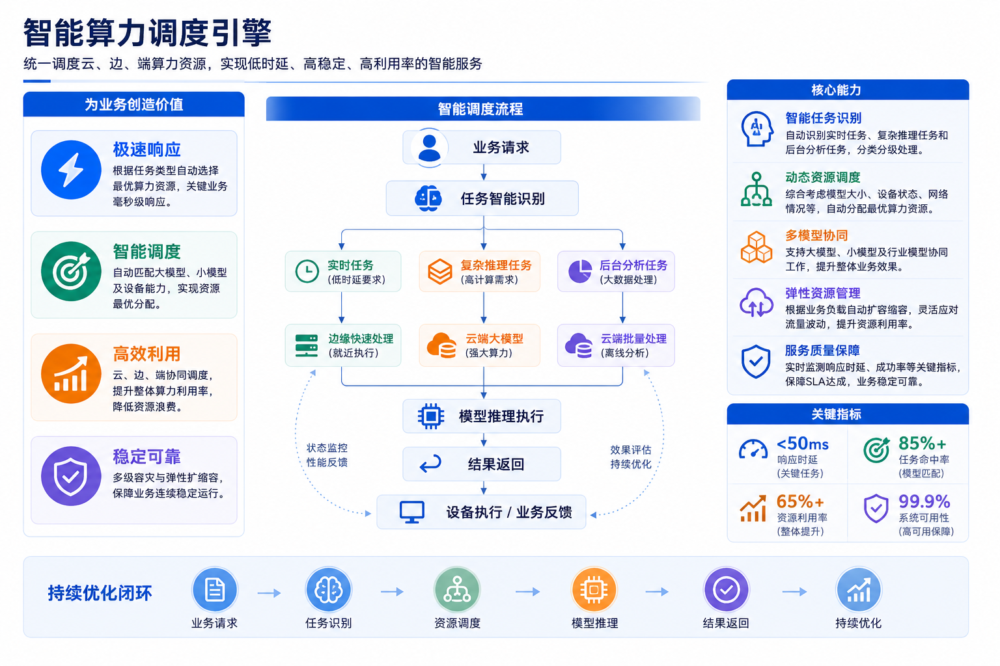 智能算力调度引擎
统一调度云、边、端算力资源，实现低时延、高稳定、高利用率的智能服务
为业务创造价值
极速响应
根据任务类型自动选择
最优算力资源，关键业务
毫秒级响应。
智能调度
自动匹配大模型、小模型
及设备能力，实现资源
最优分配。
高效利用
云、边、端协同调度，
提升整体算力利用率，
降低资源浪费。
稳定可靠
多级容灾与弹性扩缩容，
保障业务连续稳定运行。
智能调度流程
业务请求
任务智能识别
实时任务
(低时延要求)
复杂推理任务
(高计算需求)
后台分析任务
(大数据处理)
边缘快速处理
(就近执行)
云端大模型
(强大算力)
云端批量处理
(离线分析)
模型推理执行
状态监控
性能反馈
效果评估
持续优化
结果返回
设备执行 / 业务反馈
核心能力
AI
智能任务识别
自动识别实时任务、复杂推理任务和
后台分析任务，分类分级处理。
动态资源调度
综合考虑模型大小、设备状态、网络
情况等，自动分配最优算力资源。
多模型协同
支持大模型、小模型及行业模型协同
工作，提升整体业务效果。
弹性资源管理
根据业务负载自动扩容缩容，灵活应对
流量波动，提升资源利用率。
服务质量保障
实时监测响应时延、成功率等关键指标，
保障SLA达成，业务稳定可靠。
关键指标
<50ms
响应时延
(关键任务)
85%+
任务命中率
(模型匹配)
65%+
资源利用率
(整体提升)
99.9%
系统可用性
(高可用保障)
持续优化闭环
业务请求
任务识别
资源调度
模型推理
结果返回
持续优化